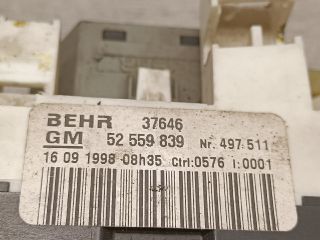 BEHR 37646
GM 52 559 839 Nr. 497 511
16 09 1998 08h35 Ctrl:0576 I:0001